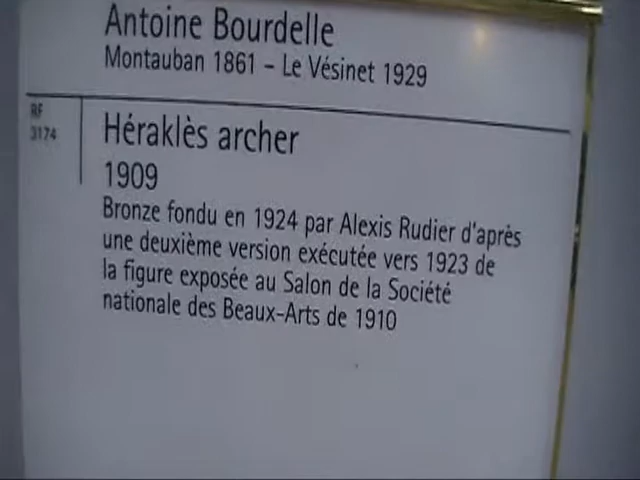 Antoine Bourdelle
Montauban 1861 – Le Vésinet 1929
RF
3174
Héraklès archer
1909
Bronze fondu en 1924 par Alexis Rudier d'après
une deuxième version exécutée vers 1923 de
la figure exposée au Salon de la Société
nationale des Beaux-Arts de 1910